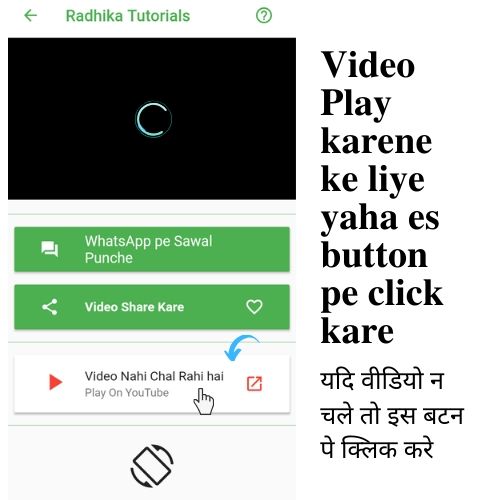 Radhika Tutorials
WhatsApp pe Sawal
Punche
Video Share Kare
Video Nahi Chal Rahi hai
Play On YouTube
Video
Play
karene
ke liye
yaha es
button
pe click
kare
यदि वीडियो न
चले तो इस बटन
पे क्लिक करे